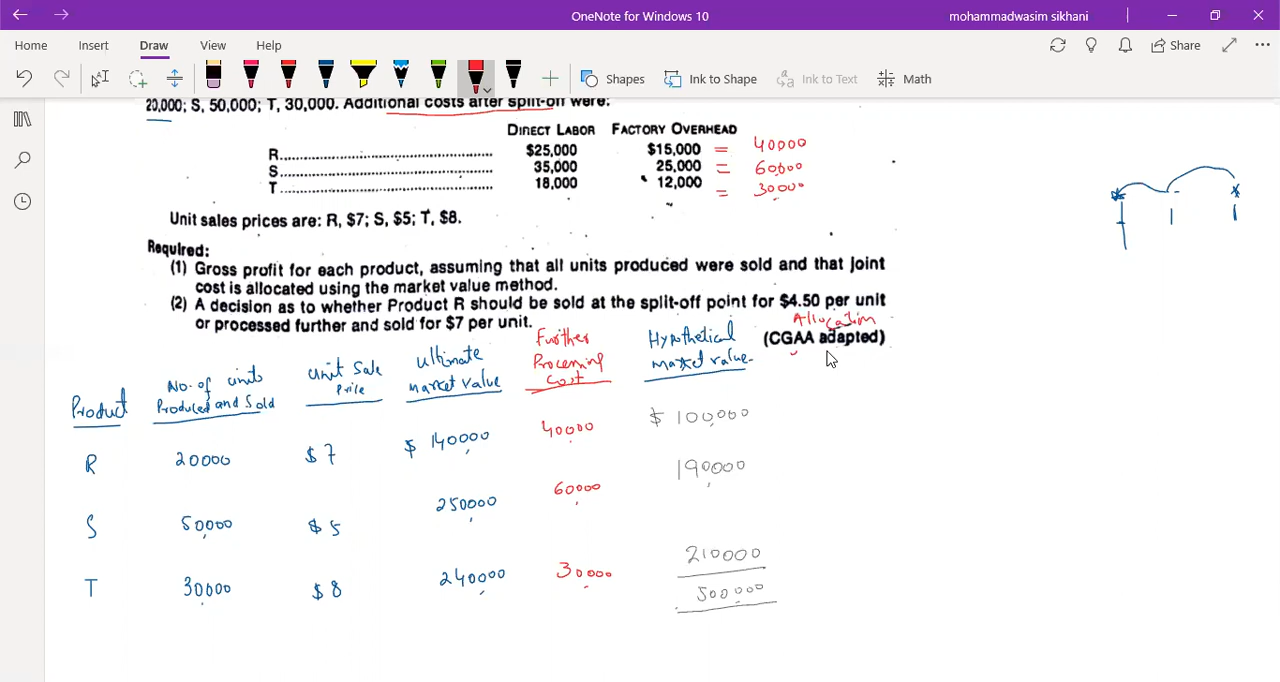 OneNote for Windows 10
mohammadwasim sikhani
Home Insert Draw View Help
Share
Shapes Ink to Shape Ink to Text Math
20,000; S, 50,000; T, 30,000. Additional costs after split-off were:
DIRECT LABOR FACTORY OVERHEAD
R.................... $25,000 $15,000 = 40000
S.................... 35,000 25,000 = 60000
T.................... 18,000 12,000 = 30000
Unit sales prices are: R, $7; S, $5; T, $8.
Required:
(1) Gross profit for each product, assuming that all units produced were sold and that joint
cost is allocated using the market value method.
(2) A decision as to whether Product R should be sold at the split-off point for $4.50 per unit
or processed further and sold for $7 per unit.
(CGAA adapted)
Allocation
Product
No. of units
Produced and Sold
Unit Sale
Price
Ultimate
market value
Further
Processing
Cost
Hypothetical
market value
R 20000 $7 $ 140000 40000 $ 100000
S 50000 $5 250000 60000 190000
T 30000 $8 240000 30000 210000
500000